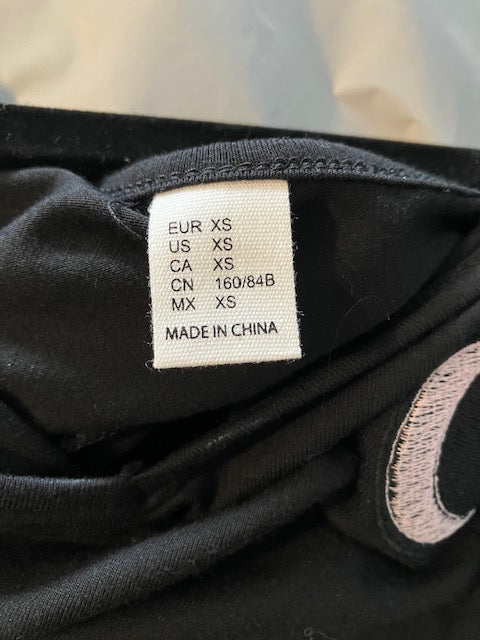 EUR XS
US XS
CA XS
CN 160/84B
MX XS
MADE IN CHINA